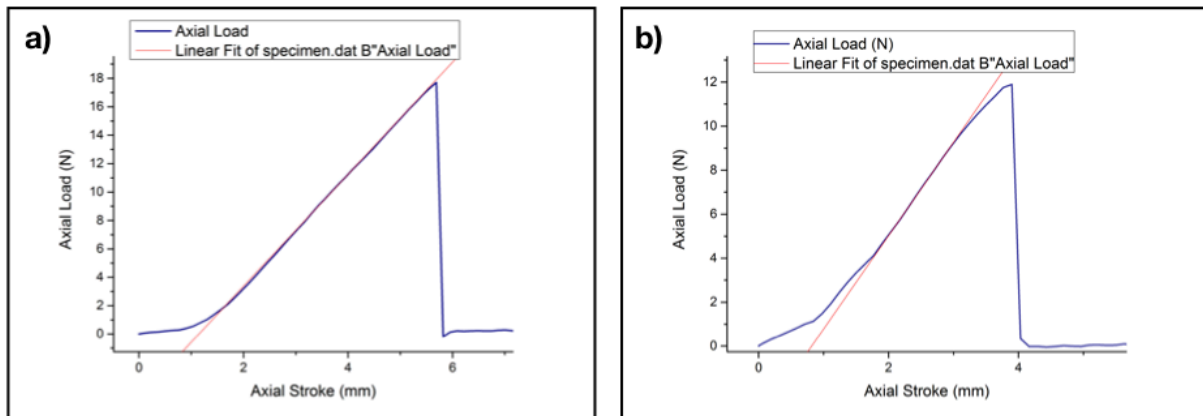 a)
Axial Load
Linear Fit of specimen.dat B"Axial Load"
18
16
14
12
10
8
6
4
2
0
Axial Load (N)
0 2 4 6
Axial Stroke (mm)
b)
Axial Load (N)
Linear Fit of specimen.dat B"Axial Load"
12
10
8
6
4
2
0
Axial Load (N)
0 2 4
Axial Stroke (mm)